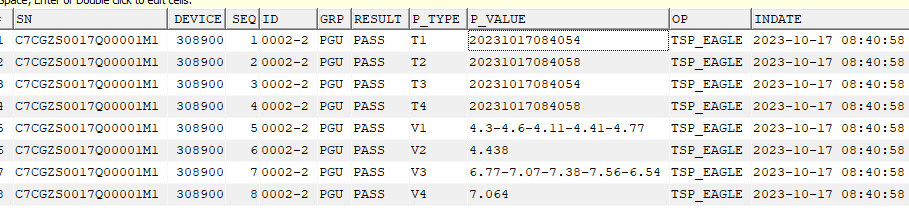 Space, Enter or Double click to edit cells.
SN DEVICE SEQ ID GRP RESULT P_TYPE P_VALUE OP INDATE
1 C7CGZS0017Q00001M1 308900 1 0002-2 PGU PASS T1 20231017084054 TSP_EAGLE 2023-10-17 08:40:58
2 C7CGZS0017Q00001M1 308900 2 0002-2 PGU PASS T2 20231017084058 TSP_EAGLE 2023-10-17 08:40:58
3 C7CGZS0017Q00001M1 308900 3 0002-2 PGU PASS T3 20231017084054 TSP_EAGLE 2023-10-17 08:40:58
4 C7CGZS0017Q00001M1 308900 4 0002-2 PGU PASS T4 20231017084058 TSP_EAGLE 2023-10-17 08:40:58
5 C7CGZS0017Q00001M1 308900 5 0002-2 PGU PASS V1 4.3-4.6-4.11-4.41-4.77 TSP_EAGLE 2023-10-17 08:40:58
6 C7CGZS0017Q00001M1 308900 6 0002-2 PGU PASS V2 4.438 TSP_EAGLE 2023-10-17 08:40:58
7 C7CGZS0017Q00001M1 308900 7 0002-2 PGU PASS V3 6.77-7.07-7.38-7.56-6.54 TSP_EAGLE 2023-10-17 08:40:58
8 C7CGZS0017Q00001M1 308900 8 0002-2 PGU PASS V4 7.064 TSP_EAGLE 2023-10-17 08:40:58